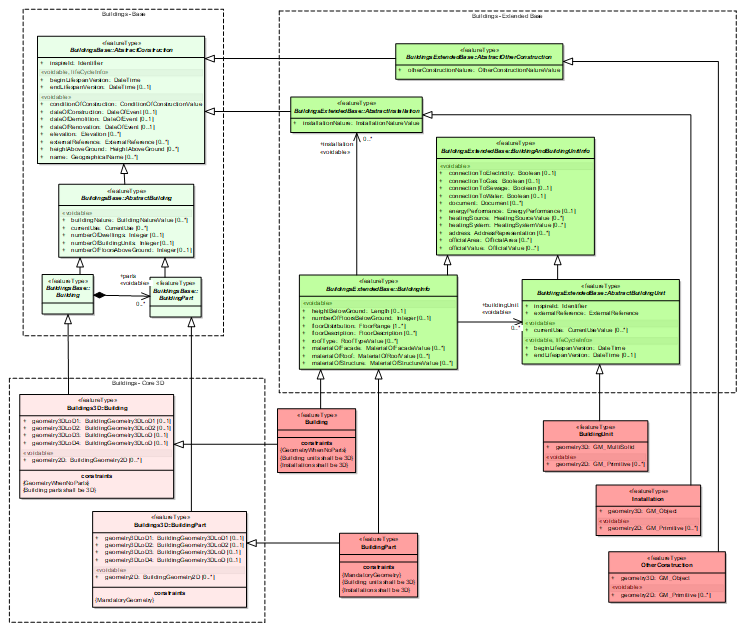 Buildings - Base
«featureType»
BuildingsBase::AbstractConstruction
+ inspireId: Identifier
«voidable, lifeCycleInfo»
+ beginLifespanVersion: DateTime
+ endLifespanVersion: DateTime [0..1]
«voidable»
+ conditionOfConstruction: ConditionOfConstructionValue
+ dateOfConstruction: DateOfEvent [0..1]
+ dateOfDemolition: DateOfEvent [0..1]
+ dateOfRenovation: DateOfEvent [0..1]
+ elevation: Elevation [0..*]
+ externalReference: ExternalReference [0..*]
+ heightAboveGround: HeightAboveGround [0..*]
+ name: GeographicalName [0..*]
«featureType»
BuildingsBase::AbstractBuilding
«voidable»
+ buildingNature: BuildingNatureValue [0..*]
+ currentUse: CurrentUse [0..*]
+ numberOfDwellings: Integer [0..1]
+ numberOfBuildingUnits: Integer [0..1]
+ numberOfFloorsAboveGround: Integer [0..1]
«featureType»
BuildingsBase::
Building
+parts
«voidable»
0..*
«featureType»
BuildingsBase::
BuildingPart
Buildings - Extended Base
«featureType»
BuildingsExtendedBase::AbstractOtherConstruction
+ otherConstructionNature: OtherConstructionNatureValue
«featureType»
BuildingsExtendedBase::AbstractInstallation
+ installationNature: InstallationNatureValue
+installation
«voidable»
0..*
«featureType»
BuildingsExtendedBase::BuildingAndBuildingUnitInfo
«voidable»
+ connectionToElectricity: Boolean [0..1]
+ connectionToGas: Boolean [0..1]
+ connectionToSewage: Boolean [0..1]
+ connectionToWater: Boolean [0..1]
+ document: Document [0..*]
+ energyPerformance: EnergyPerformance [0..*]
+ heatingSource: HeatingSourceValue [0..*]
+ heatingSystem: HeatingSystemValue [0..*]
+ address: AddressRepresentation [0..*]
+ officialArea: OfficialArea [0..*]
+ officialValue: OfficialValue [0..*]
«featureType»
BuildingsExtendedBase::BuildingInfo
«voidable»
+ heightBelowGround: Length [0..1]
+ numberOfFloorsBelowGround: Integer [0..1]
+ floorDistribution: FloorRange [1..*]
+ floorDescription: FloorDescription [0..*]
+ roofType: RoofTypeValue [0..*]
+ materialOfFacade: MaterialOfFacadeValue [0..*]
+ materialOfRoof: MaterialOfRoofValue [0..*]
+ materialOfStructure: MaterialOfStructureValue [0..*]
+buildingUnit
«voidable»
0..*
«featureType»
BuildingsExtendedBase::AbstractBuildingUnit
+ inspireId: Identifier
+ externalReference: ExternalReference
«voidable»
+ currentUse: CurrentUseValue [0..*]
«voidable, lifeCycleInfo»
+ beginLifespanVersion: DateTime
+ endLifespanVersion: DateTime [0..1]
Buildings - Core 3D
«featureType»
Buildings3D::Building
+ geometry3DLoD1: BuildingGeometry3DLoD1 [0..1]
+ geometry3DLoD2: BuildingGeometry3DLoD2 [0..1]
+ geometry3DLoD3: BuildingGeometry3DLoD [0..1]
+ geometry3DLoD4: BuildingGeometry3DLoD [0..1]
«voidable»
+ geometry2D: BuildingGeometry2D [0..*]
constraints
{GeometryWhenNoParts}
{Building parts shall be 3D}
«featureType»
Buildings3D::BuildingPart
+ geometry3DLoD1: BuildingGeometry3DLoD1 [0..1]
+ geometry3DLoD2: BuildingGeometry3DLoD2 [0..1]
+ geometry3DLoD3: BuildingGeometry3DLoD [0..1]
+ geometry3DLoD4: BuildingGeometry3DLoD [0..1]
«voidable»
+ geometry2D: BuildingGeometry2D [0..*]
constraints
{MandatoryGeometry}
«featureType»
Building
constraints
{GeometryWhenNoParts}
{Building units shall be 3D}
{Installations shall be 3D}
«featureType»
BuildingPart
constraints
{MandatoryGeometry}
{Building units shall be 3D}
{Installations shall be 3D}
«featureType»
BuildingUnit
+ geometry3D: GM_MultiSolid
«voidable»
+ geometry2D: GM_Primitive [0..*]
«featureType»
Installation
+ geometry3D: GM_Object
«voidable»
+ geometry2D: GM_Primitive [0..*]
«featureType»
OtherConstruction
+ geometry3D: GM_Object
«voidable»
+ geometry2D: GM_Primitive [0..*]